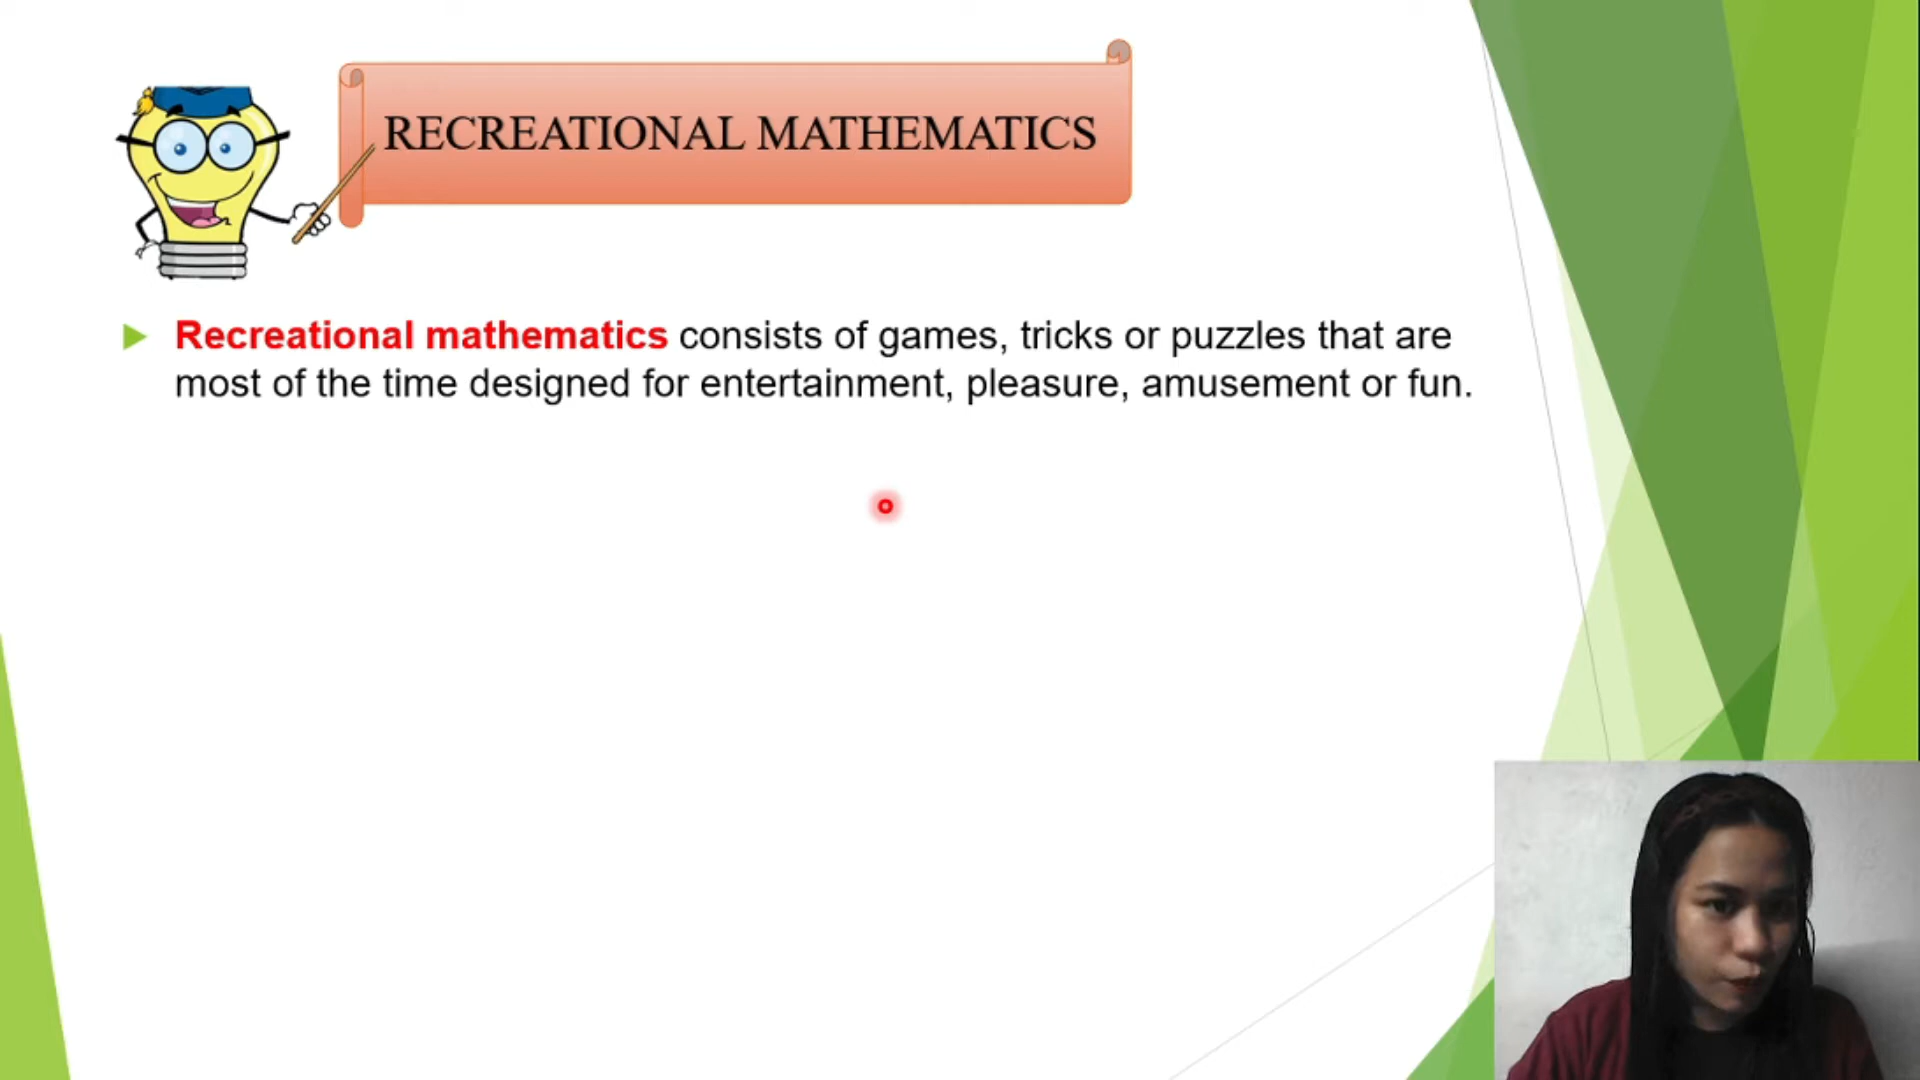 RECREATIONAL MATHEMATICS
Recreational mathematics consists of games, tricks or puzzles that are
most of the time designed for entertainment, pleasure, amusement or fun.